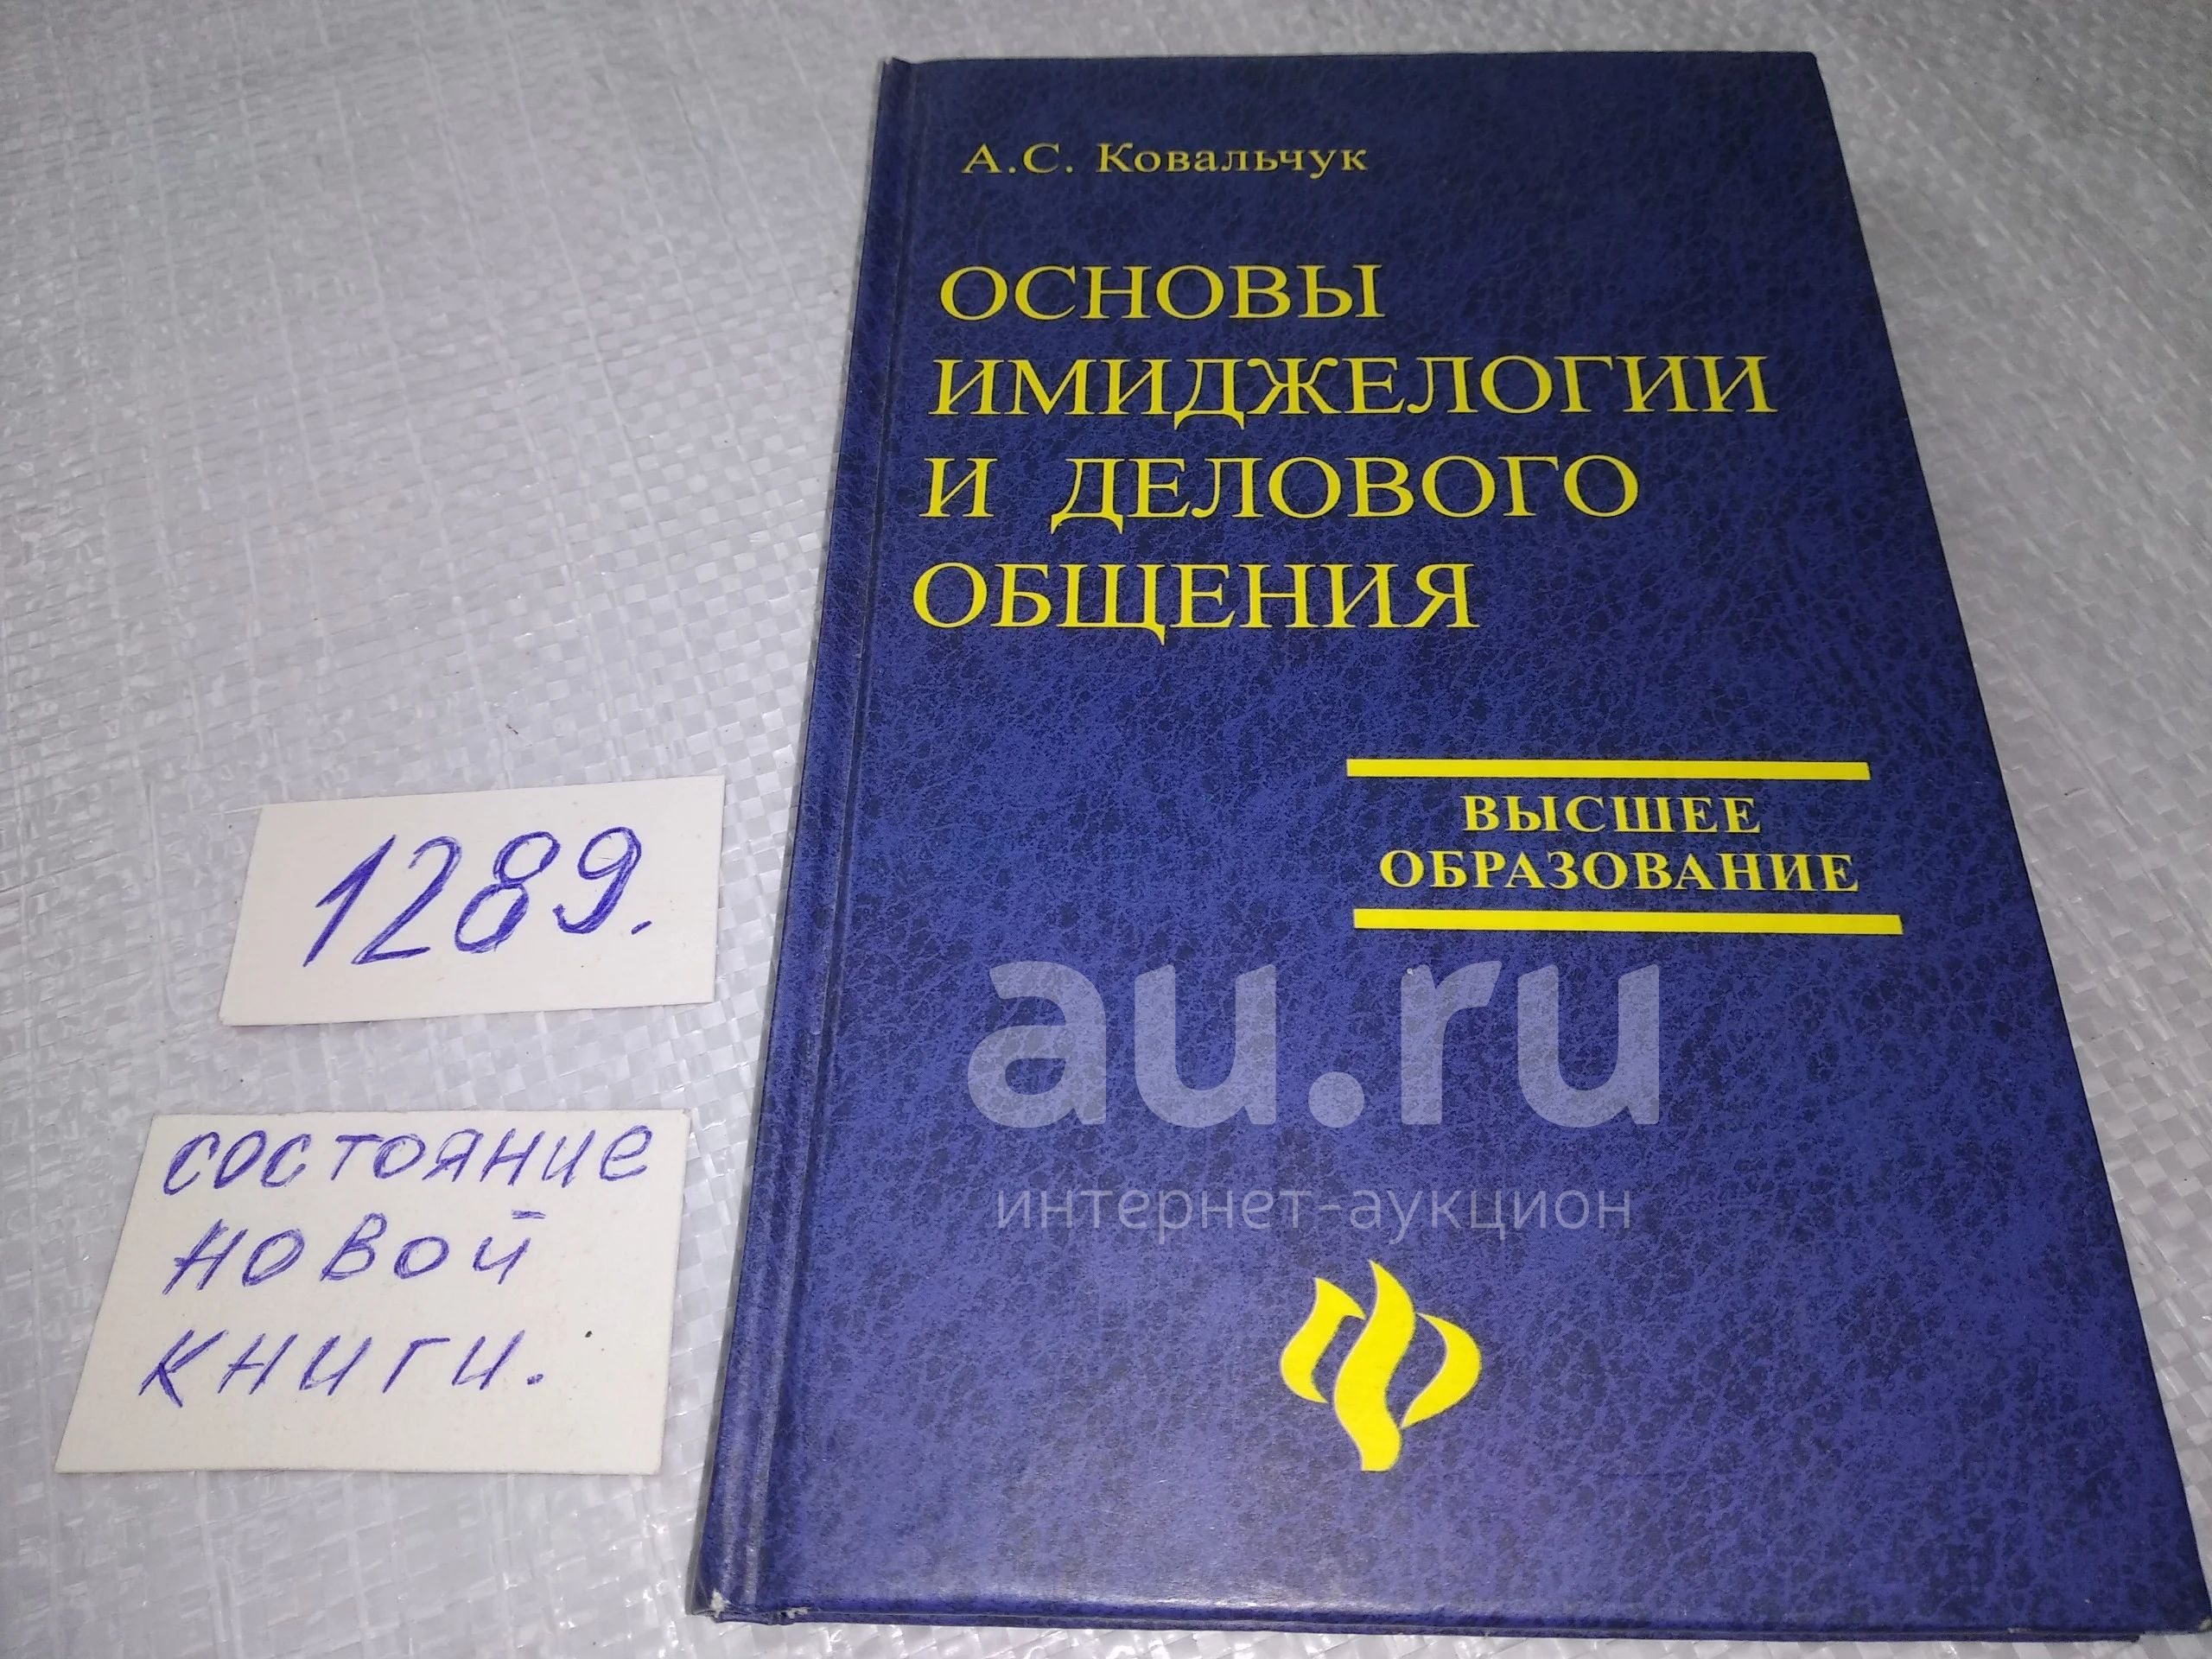 А.С. Ковальчук
ОСНОВЫ
ИМИДЖЕЛОГИИ
И ДЕЛОВОГО
ОБЩЕНИЯ
ВЫСШЕЕ
ОБРАЗОВАНИЕ
au.ru
интернет-аукцион
1289.
состояние
новой
книги.